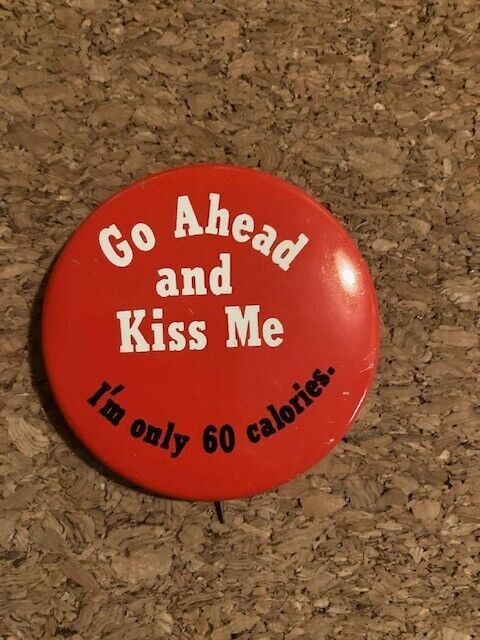 Go Ahead
and
Kiss Me
I'm only 60 calories.